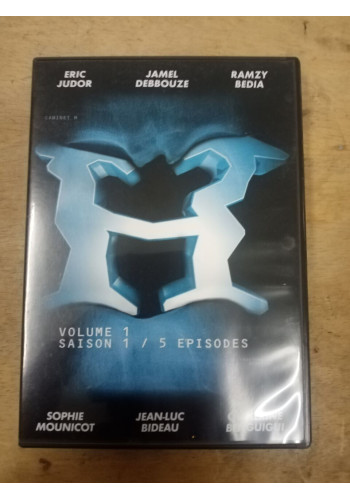 ERIC JAMEL RAMZY
JUDOR DEBBOUZE BEDIA
H
VOLUME 1
SAISON 1 / 5 EPISODES
SOPHIE JEAN-LUC
MOUNICOT BIDEAU